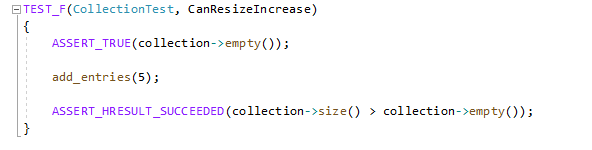 TEST_F(CollectionTest, CanResizeIncrease)
{
ASSERT_TRUE(collection->empty());
add_entries(5);
ASSERT_HRESULT_SUCCEEDED(collection->size() > collection->empty());
}